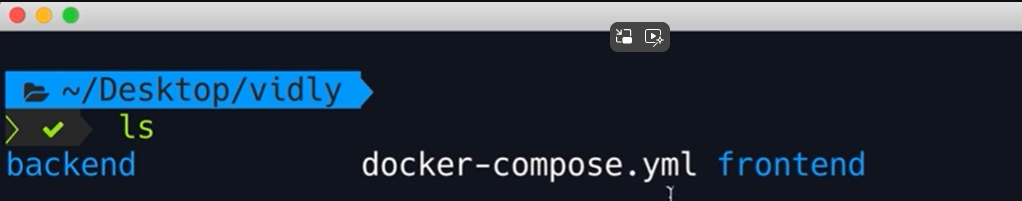 ~/Desktop/vidly
ls
backend docker-compose.yml frontend